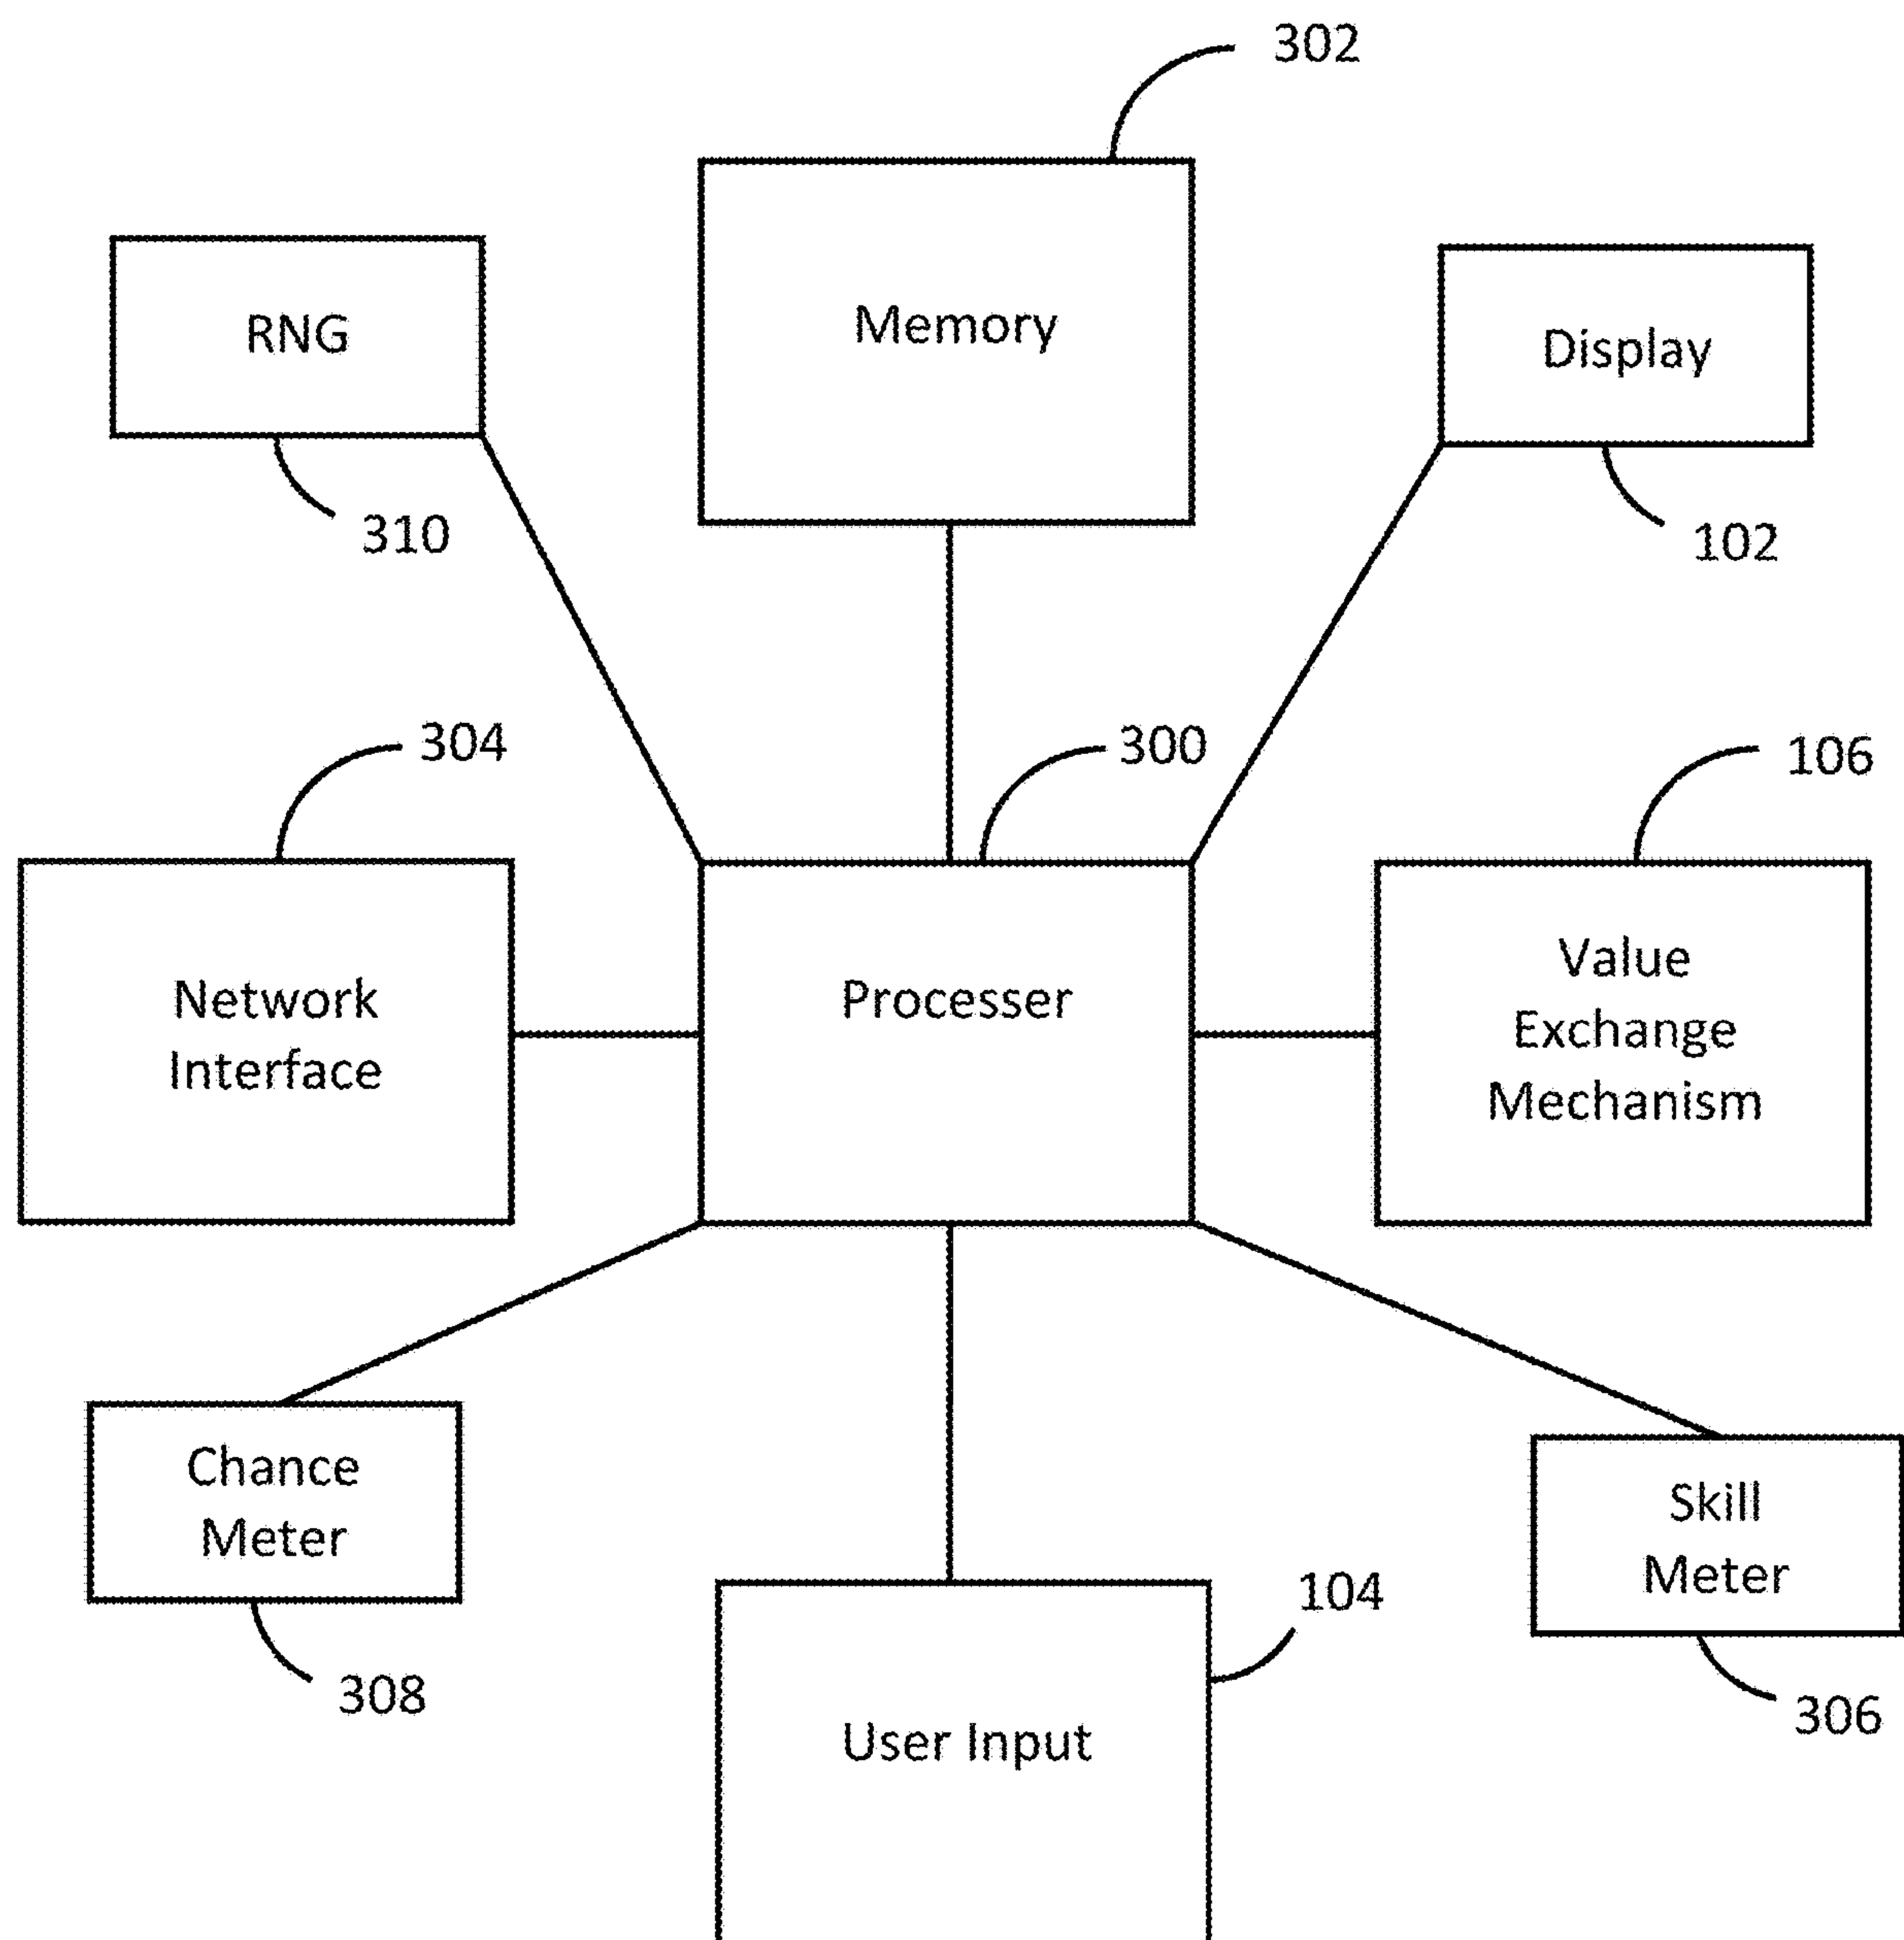 302
RNG
Memory
Display
310
102
304
300
106
Network
Interface
Processer
Value
Exchange
Mechanism
Chance
Meter
Skill
Meter
104
308
306
User Input